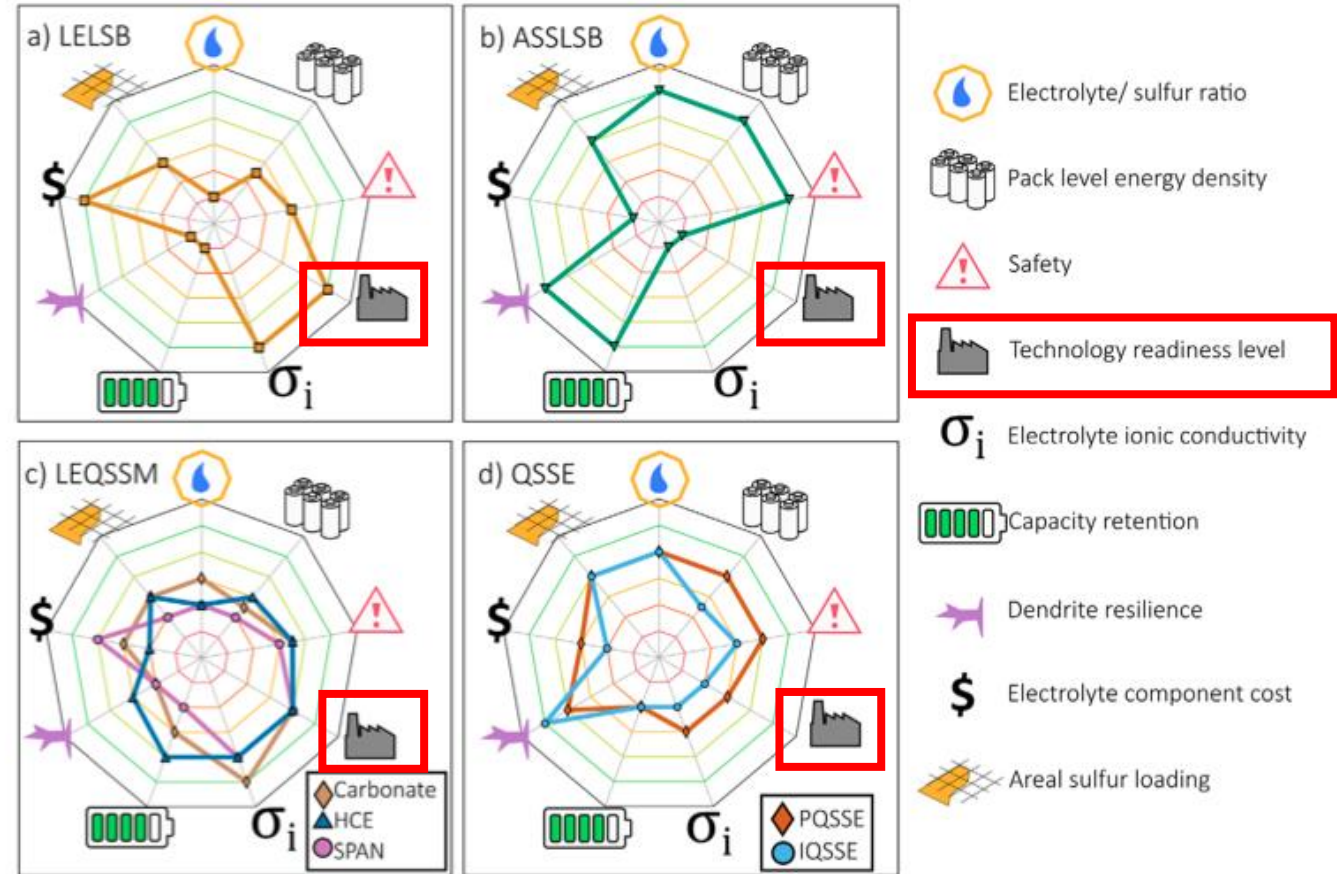 a) LELSB
$
σi
b) ASSLSB
$
σi
c) LEQSSM
$
σi
Carbonate
HCE
SPAN
d) QSSE
$
σi
PQSSE
IQSSE
Electrolyte/ sulfur ratio
Pack level energy density
! Safety
Technology readiness level
σi Electrolyte ionic conductivity
Capacity retention
Dendrite resilience
$ Electrolyte component cost
Areal sulfur loading